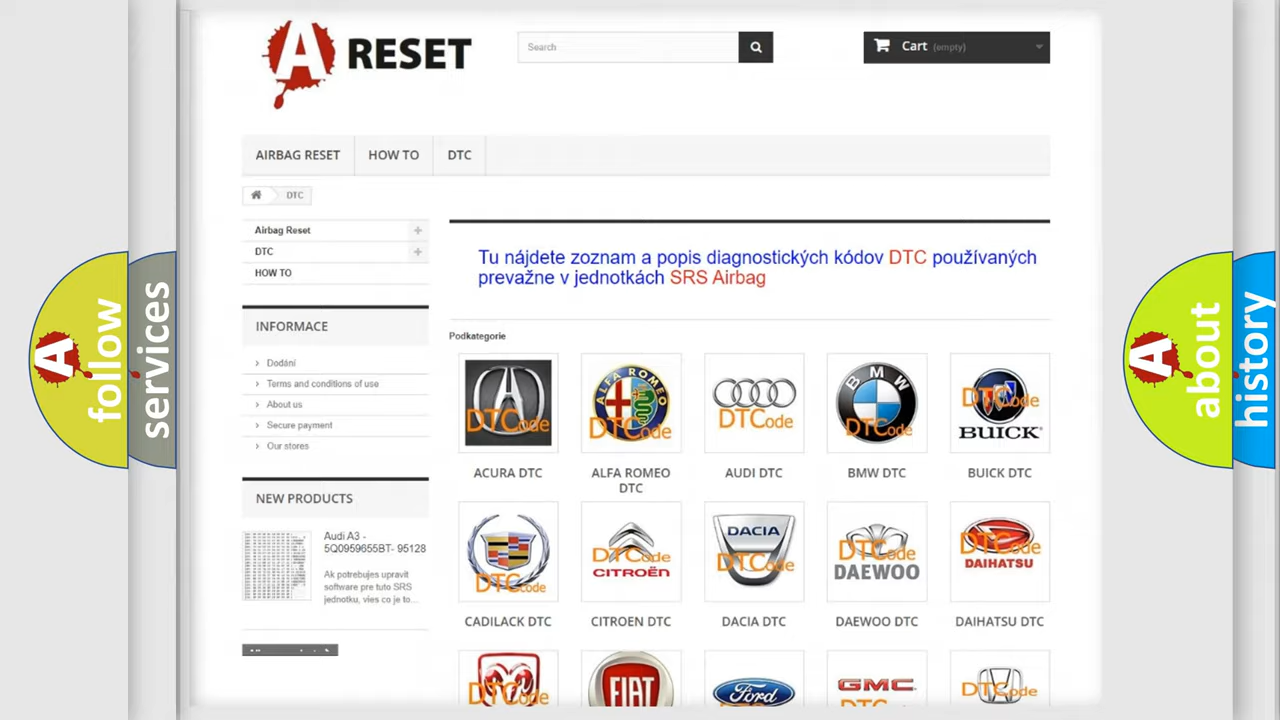 A RESET
Search
Cart (empty)
AIRBAG RESET
HOW TO
DTC
DTC
Airbag Reset
DTC
HOW TO
INFORMACE
Dodání
Terms and conditions of use
About us
Secure payment
Our stores
NEW PRODUCTS
Audi A3 -
5Q0959655BT- 95128
Ak potrebujes upravit
software pre tuto SRS
jednotku, vies co je to...
Tu nájdete zoznam a popis diagnostických kódov DTC používaných
prevažne v jednotkách SRS Airbag
Podkategorie
DTCode
ALFA ROMEO
DTCode
DTCode
BMW
DTCode
DTCode
BUICK
ACURA DTC
ALFA ROMEO
DTC
AUDI DTC
BMW DTC
BUICK DTC
DTCode
DTCode
CITROËN
DACIA
DTCode
DTCode
DAEWOO
DTCode
DAIHATSU
CADILACK DTC
CITROEN DTC
DACIA DTC
DAEWOO DTC
DAIHATSU DTC
DTCode
FIAT
Ford
GMC
DTCode
A
follow
services
A
about
history